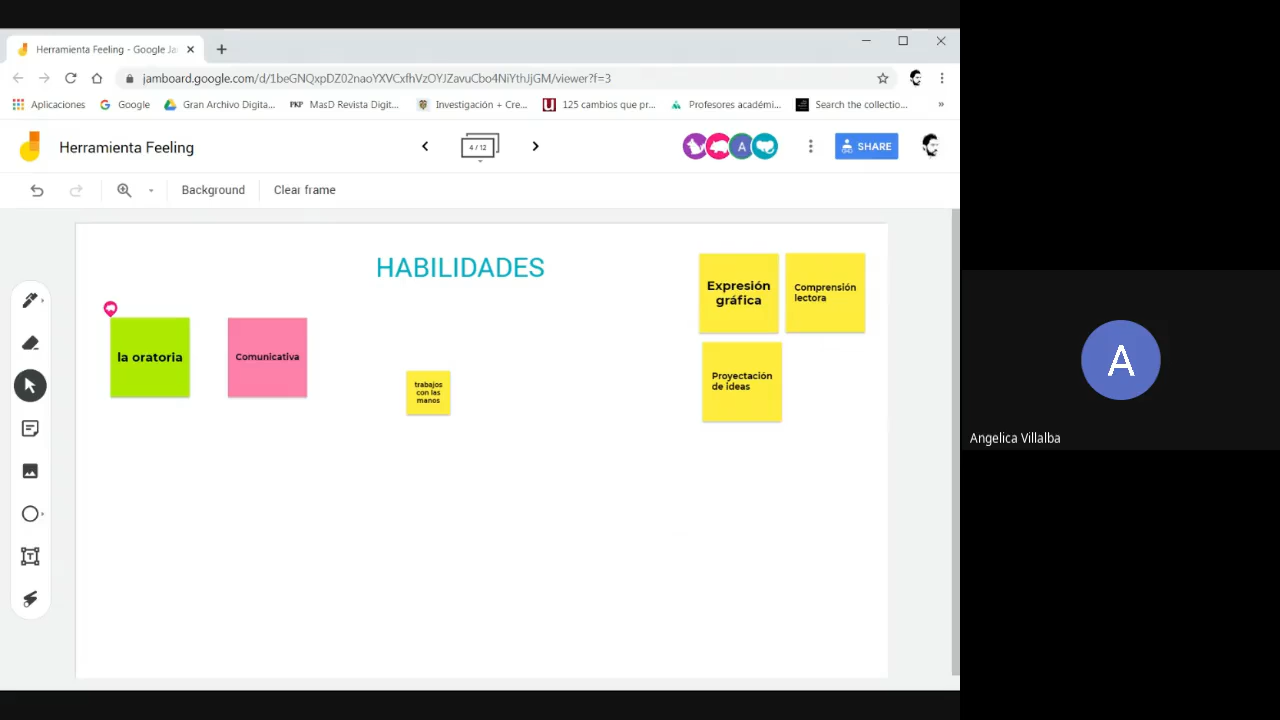 Herramienta Feeling - Google Ja
jamboard.google.com/d/1beGNQxpDZ02naoYXVCxfhVzOYJZavuCbo4NiYthJjGM/viewer?f=3
Aplicaciones
Google
Gran Archivo Digita...
PKP MasD Revista Digit...
Investigación + Cre...
125 cambios que pr...
Profesores académi...
Search the collectio...
»
Herramienta Feeling
4 / 12
A
SHARE
Background
Clear frame
HABILIDADES
la oratoria
Comunicativa
trabajos
con las
manos
Expresión
gráfica
Comprensión
lectora
Proyectación
de ideas
A
Angelica Villalba